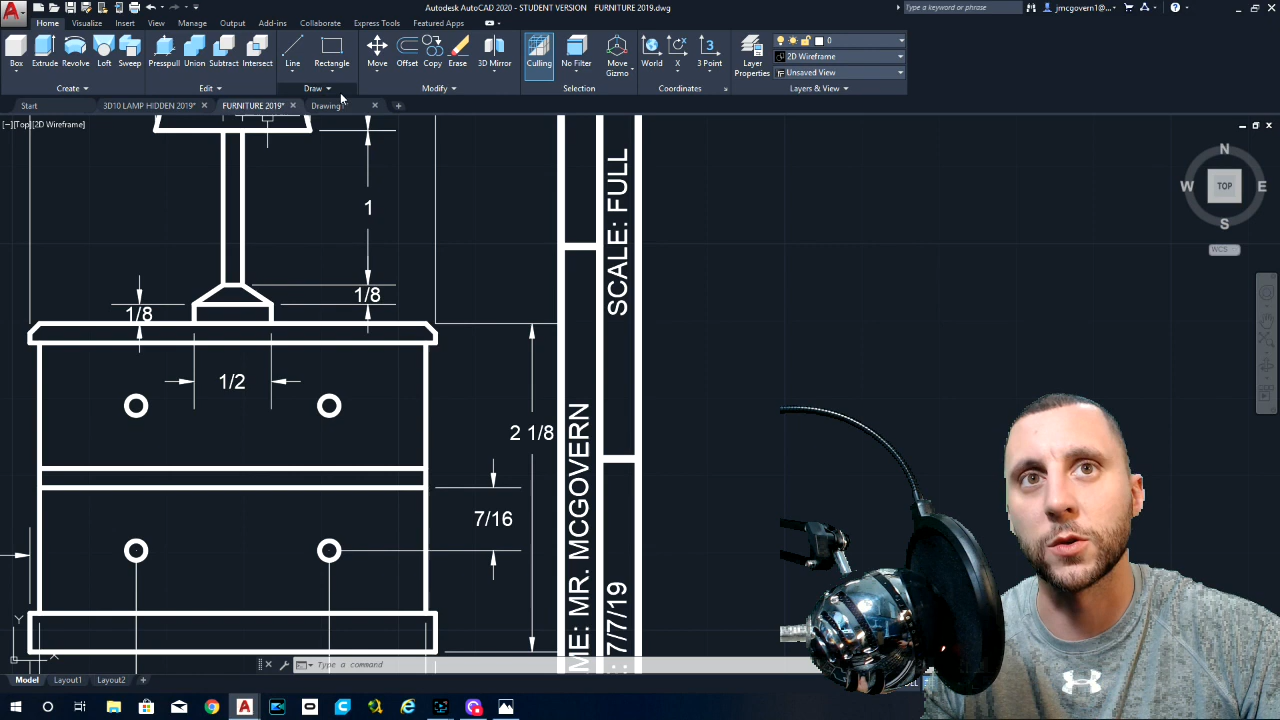 Autodesk AutoCAD 2020 - STUDENT VERSION FURNITURE 2019.dwg
Type a keyword or phrase
jmcgovern1@...
Home Visualize Insert View Manage Output Add-ins Collaborate Express Tools Featured Apps
Box Extrude Revolve Loft Sweep Presspull Union Subtract Intersect Line Rectangle Move Offset Copy Erase 3D Mirror Culling No Filter Move Gizmo World X 3 Point Layer Properties
0
2D Wireframe
Unsaved View
Create Edit Draw Modify Selection Coordinates Layers & View
Start 3D10 LAMP HIDDEN 2019* FURNITURE 2019*
[−][Top][2D Wireframe]
N
W TOP E
S
WCS
1
1/8
1/8
1/2
2 1/8
7/16
SCALE: FULL
ME: MR. MCGOVERN
: 7/7/19
Y
X
Type a command
Model Layout1 Layout2